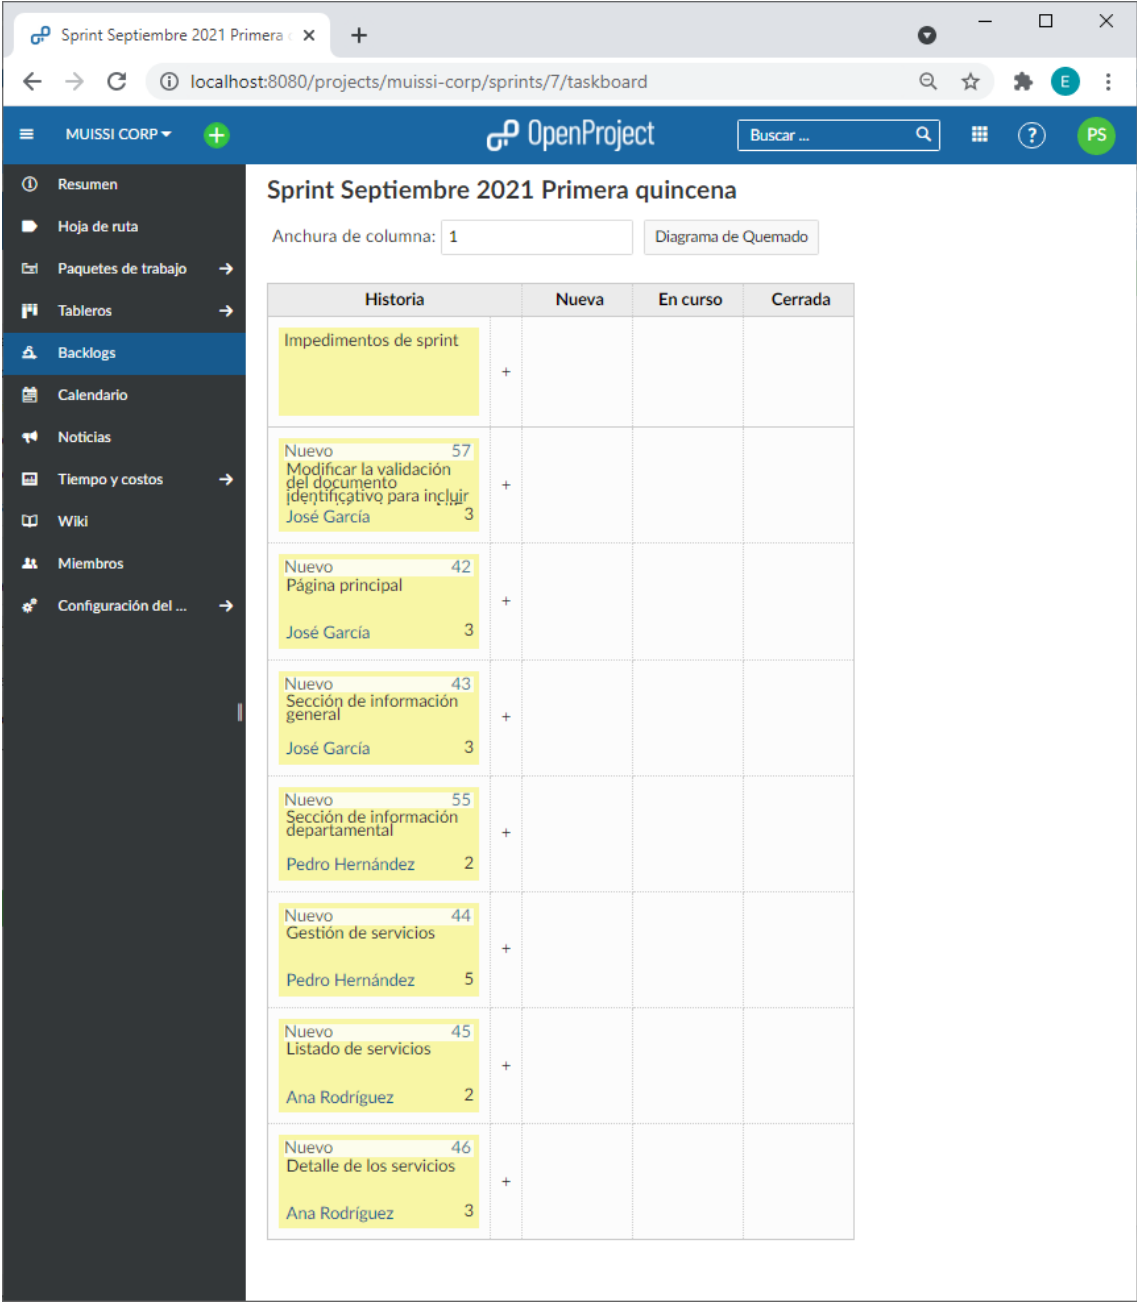 Sprint Septiembre 2021 Primera
localhost:8080/projects/muissi-corp/sprints/7/taskboard
E
MUISSI CORP
OpenProject
Buscar ...
?
PS
Resumen
Hoja de ruta
Paquetes de trabajo
Tableros
Backlogs
Calendario
Noticias
Tiempo y costos
Wiki
Miembros
Configuración del ...
Sprint Septiembre 2021 Primera quincena
Anchura de columna: 1 Diagrama de Quemado
Historia Nueva En curso Cerrada
Impedimentos de sprint
+
Nuevo 57
Modificar la validación
del documento
identificativo para incluir
José García 3
+
Nuevo 42
Página principal
José García 3
+
Nuevo 43
Sección de información
general
José García 3
+
Nuevo 55
Sección de información
departamental
Pedro Hernández 2
+
Nuevo 44
Gestión de servicios
Pedro Hernández 5
+
Nuevo 45
Listado de servicios
Ana Rodríguez 2
+
Nuevo 46
Detalle de los servicios
Ana Rodríguez 3
+